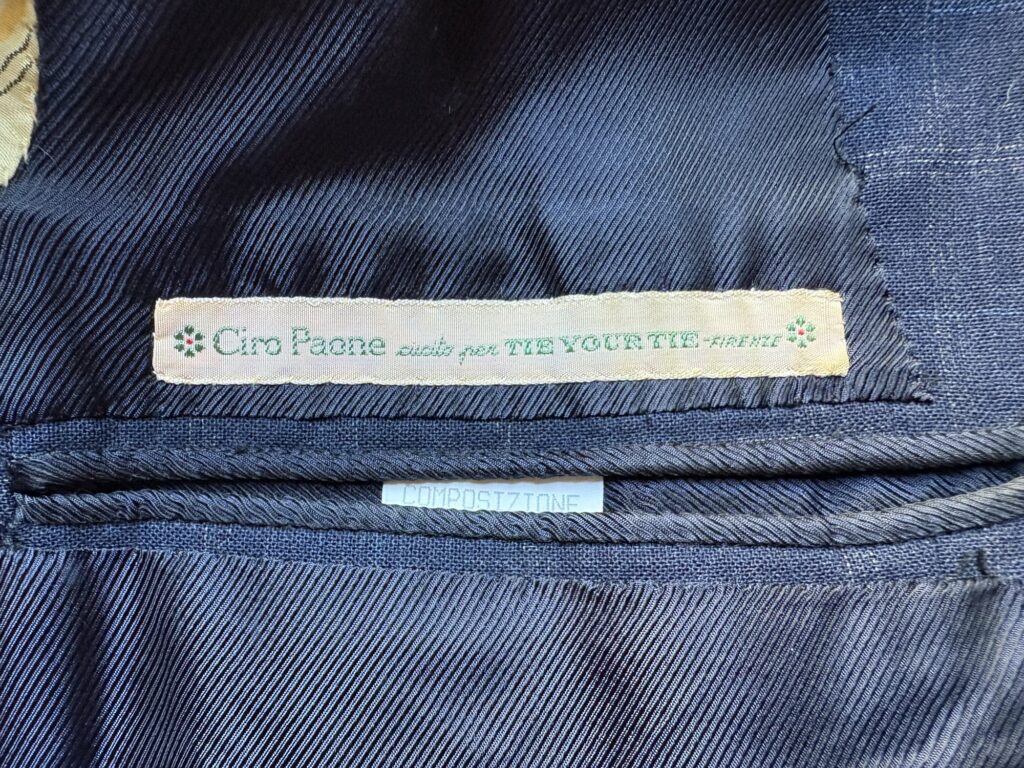 Ciro Paone cucito per TIE YOUR TIE - FIRENZE
COMPOSIZIONE